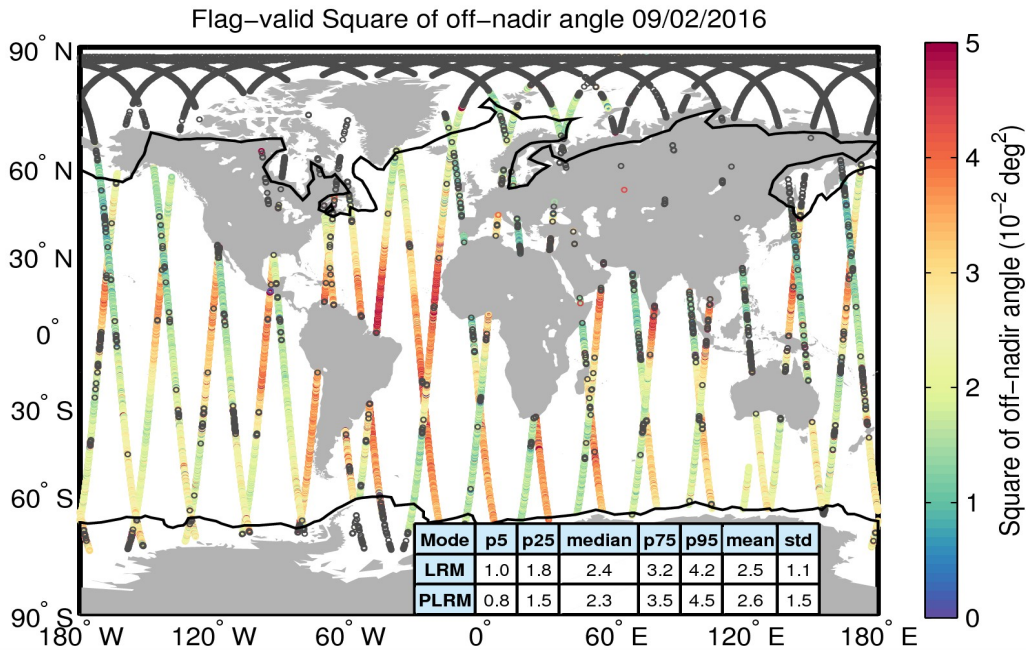 Flag−valid Square of off−nadir angle 09/02/2016
90° N
60° N
30° N
0°
30° S
60° S
90° S
180° W
120° W
60° W
0°
60° E
120° E
180° E
Mode p5 p25 median p75 p95 mean std
LRM 1.0 1.8 2.4 3.2 4.2 2.5 1.1
PLRM 0.8 1.5 2.3 3.5 4.5 2.6 1.5
5
4
3
2
1
0
Square of off−nadir angle (10⁻² deg²)